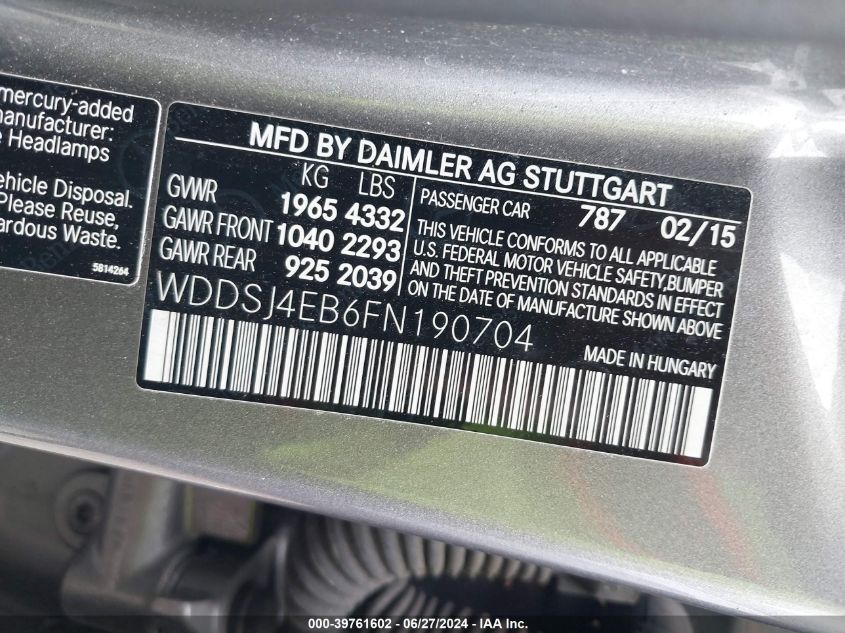 mercury-added
manufacturer:
Headlamps
Vehicle Disposal.
Please Reuse,
Hazardous Waste.
5814264
MFD BY DAIMLER AG STUTTGART
KG LBS
GVWR 1965 4332
GAWR FRONT 1040 2293
GAWR REAR 925 2039
PASSENGER CAR 787 02/15
THIS VEHICLE CONFORMS TO ALL APPLICABLE
U.S. FEDERAL MOTOR VEHICLE SAFETY,BUMPER
AND THEFT PREVENTION STANDARDS IN EFFECT
ON THE DATE OF MANUFACTURE SHOWN ABOVE
WDDSJ4EB6FN190704
MADE IN HUNGARY
000-39761602 - 06/27/2024 - IAA Inc.